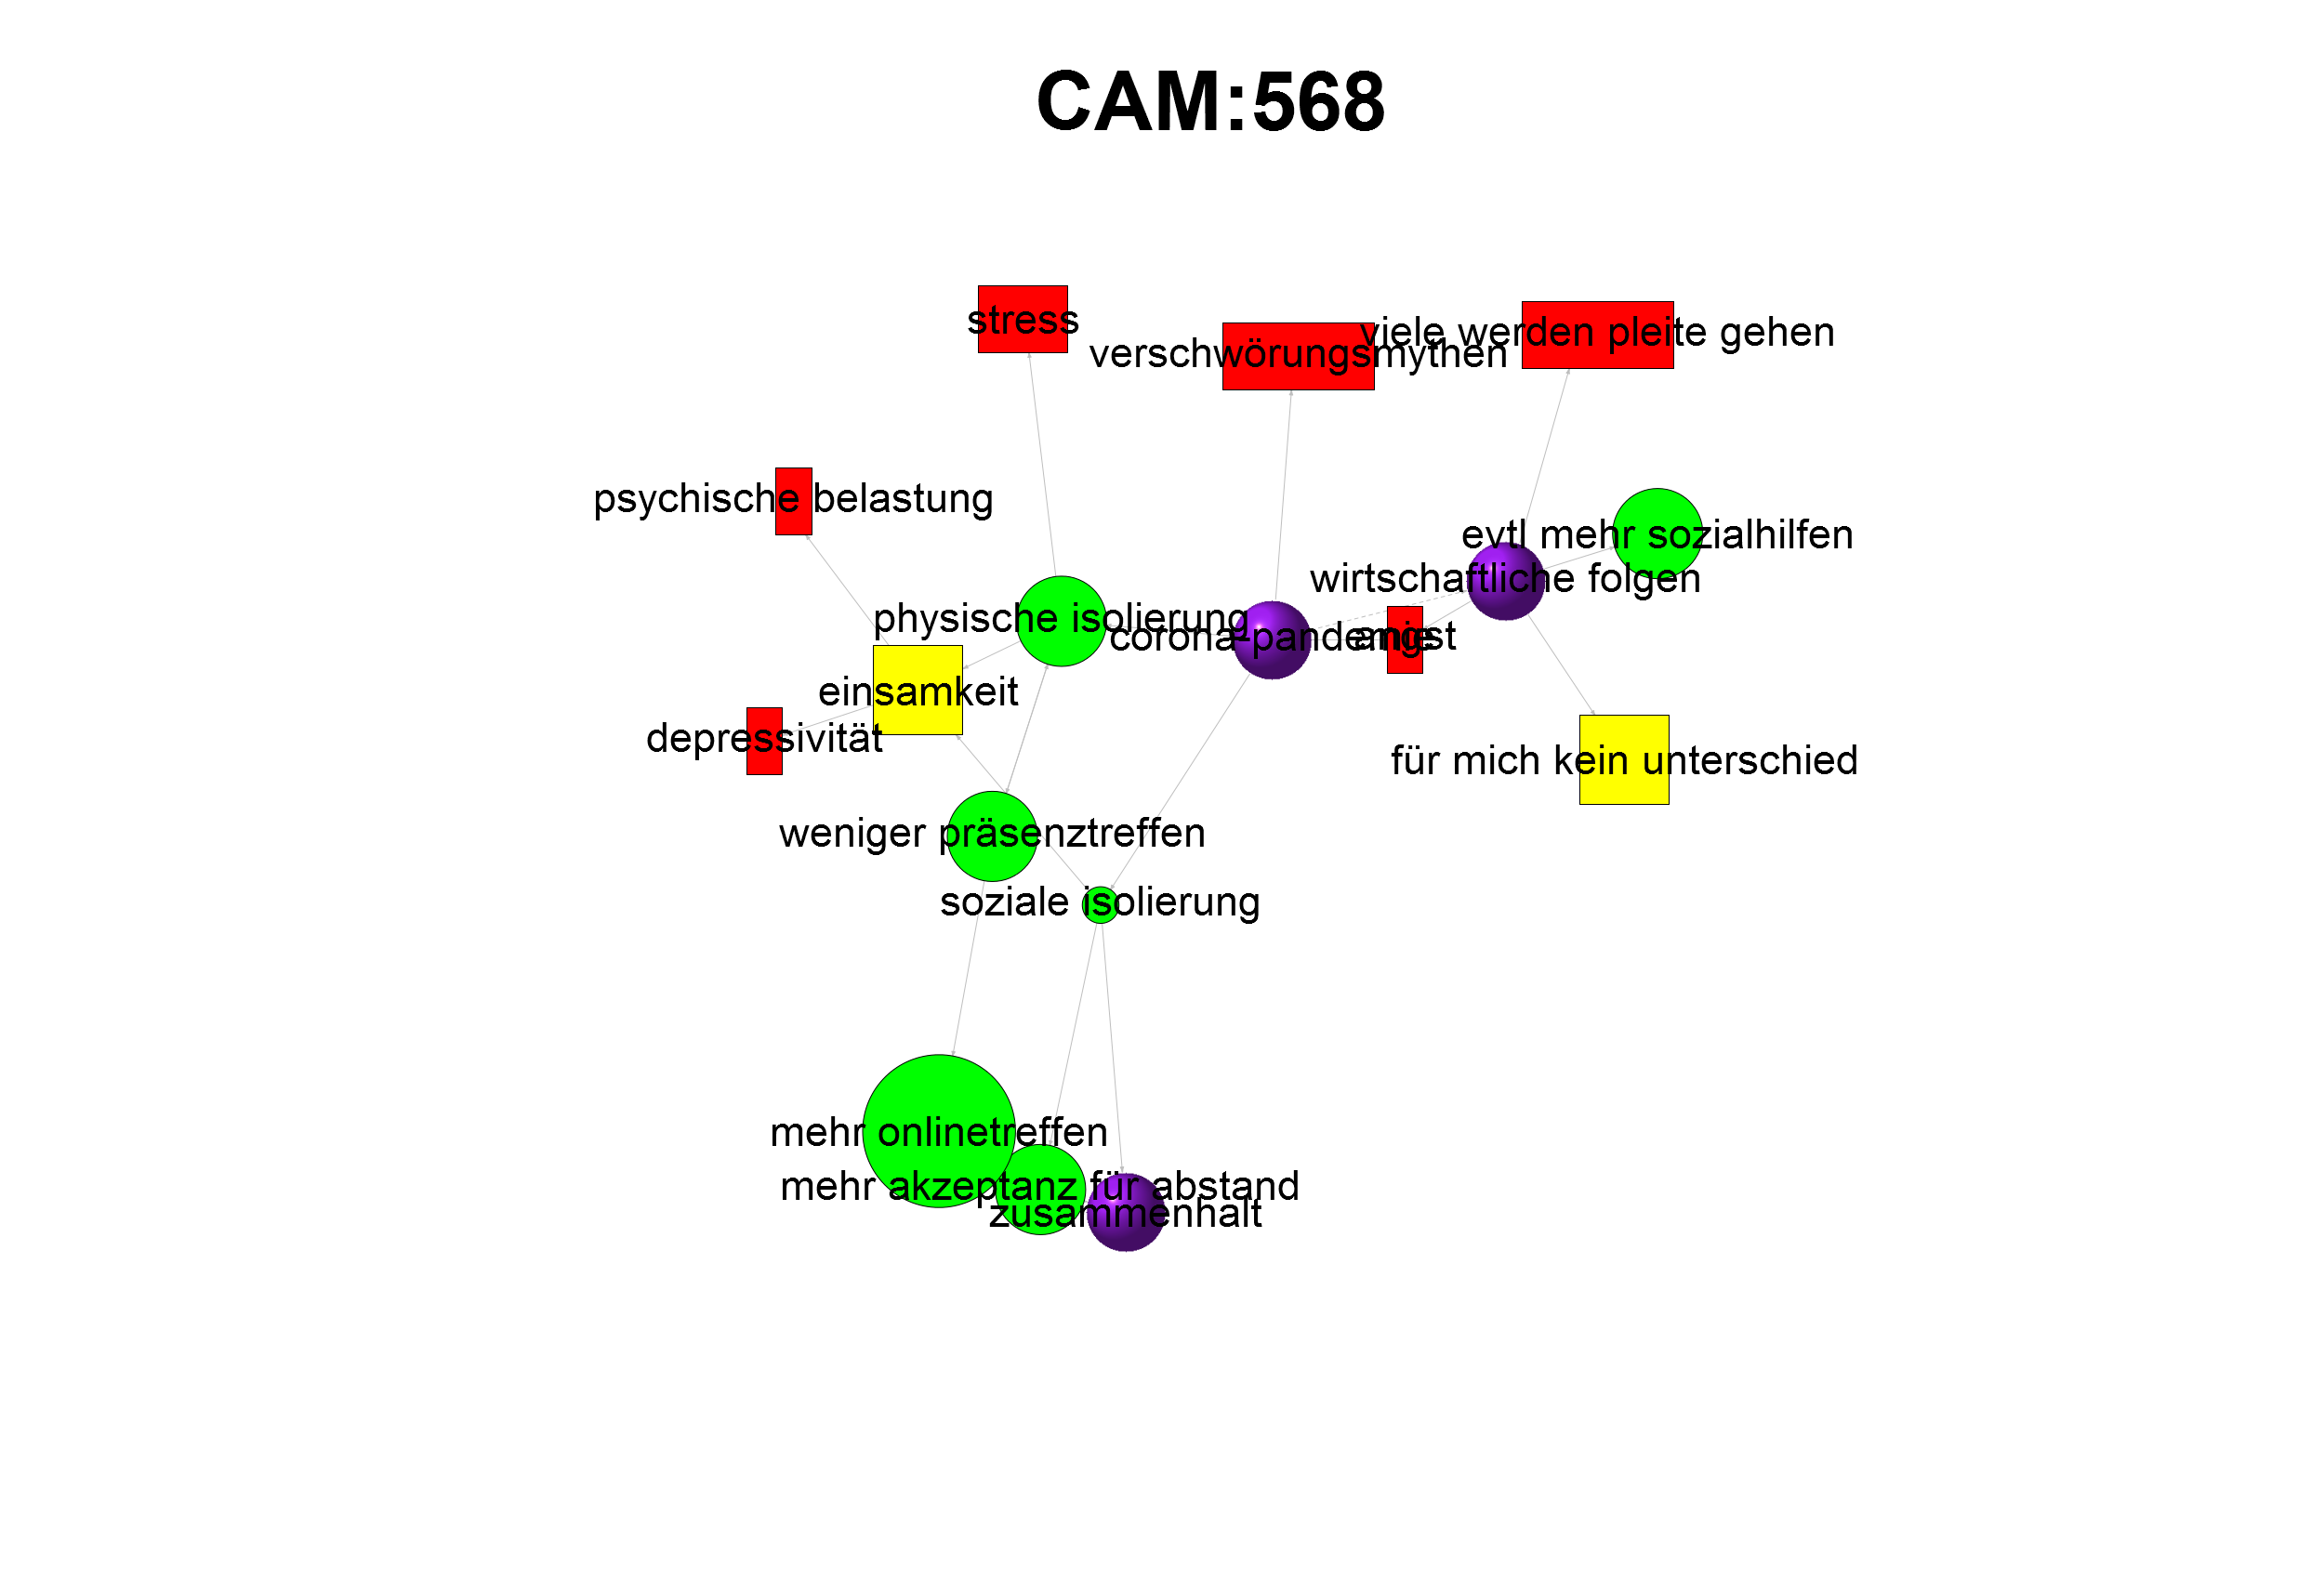 CAM:568
stress
viele werden pleite gehen
verschwörungsmythen
psychische belastung
evtl mehr sozialhilfen
wirtschaftliche folgen
physische isolierung
corona-pandemie
angst
einsamkeit
depressivität
für mich kein unterschied
weniger präsenztreffen
soziale isolierung
mehr onlinetreffen
mehr akzeptanz für abstand
zusammenhalt